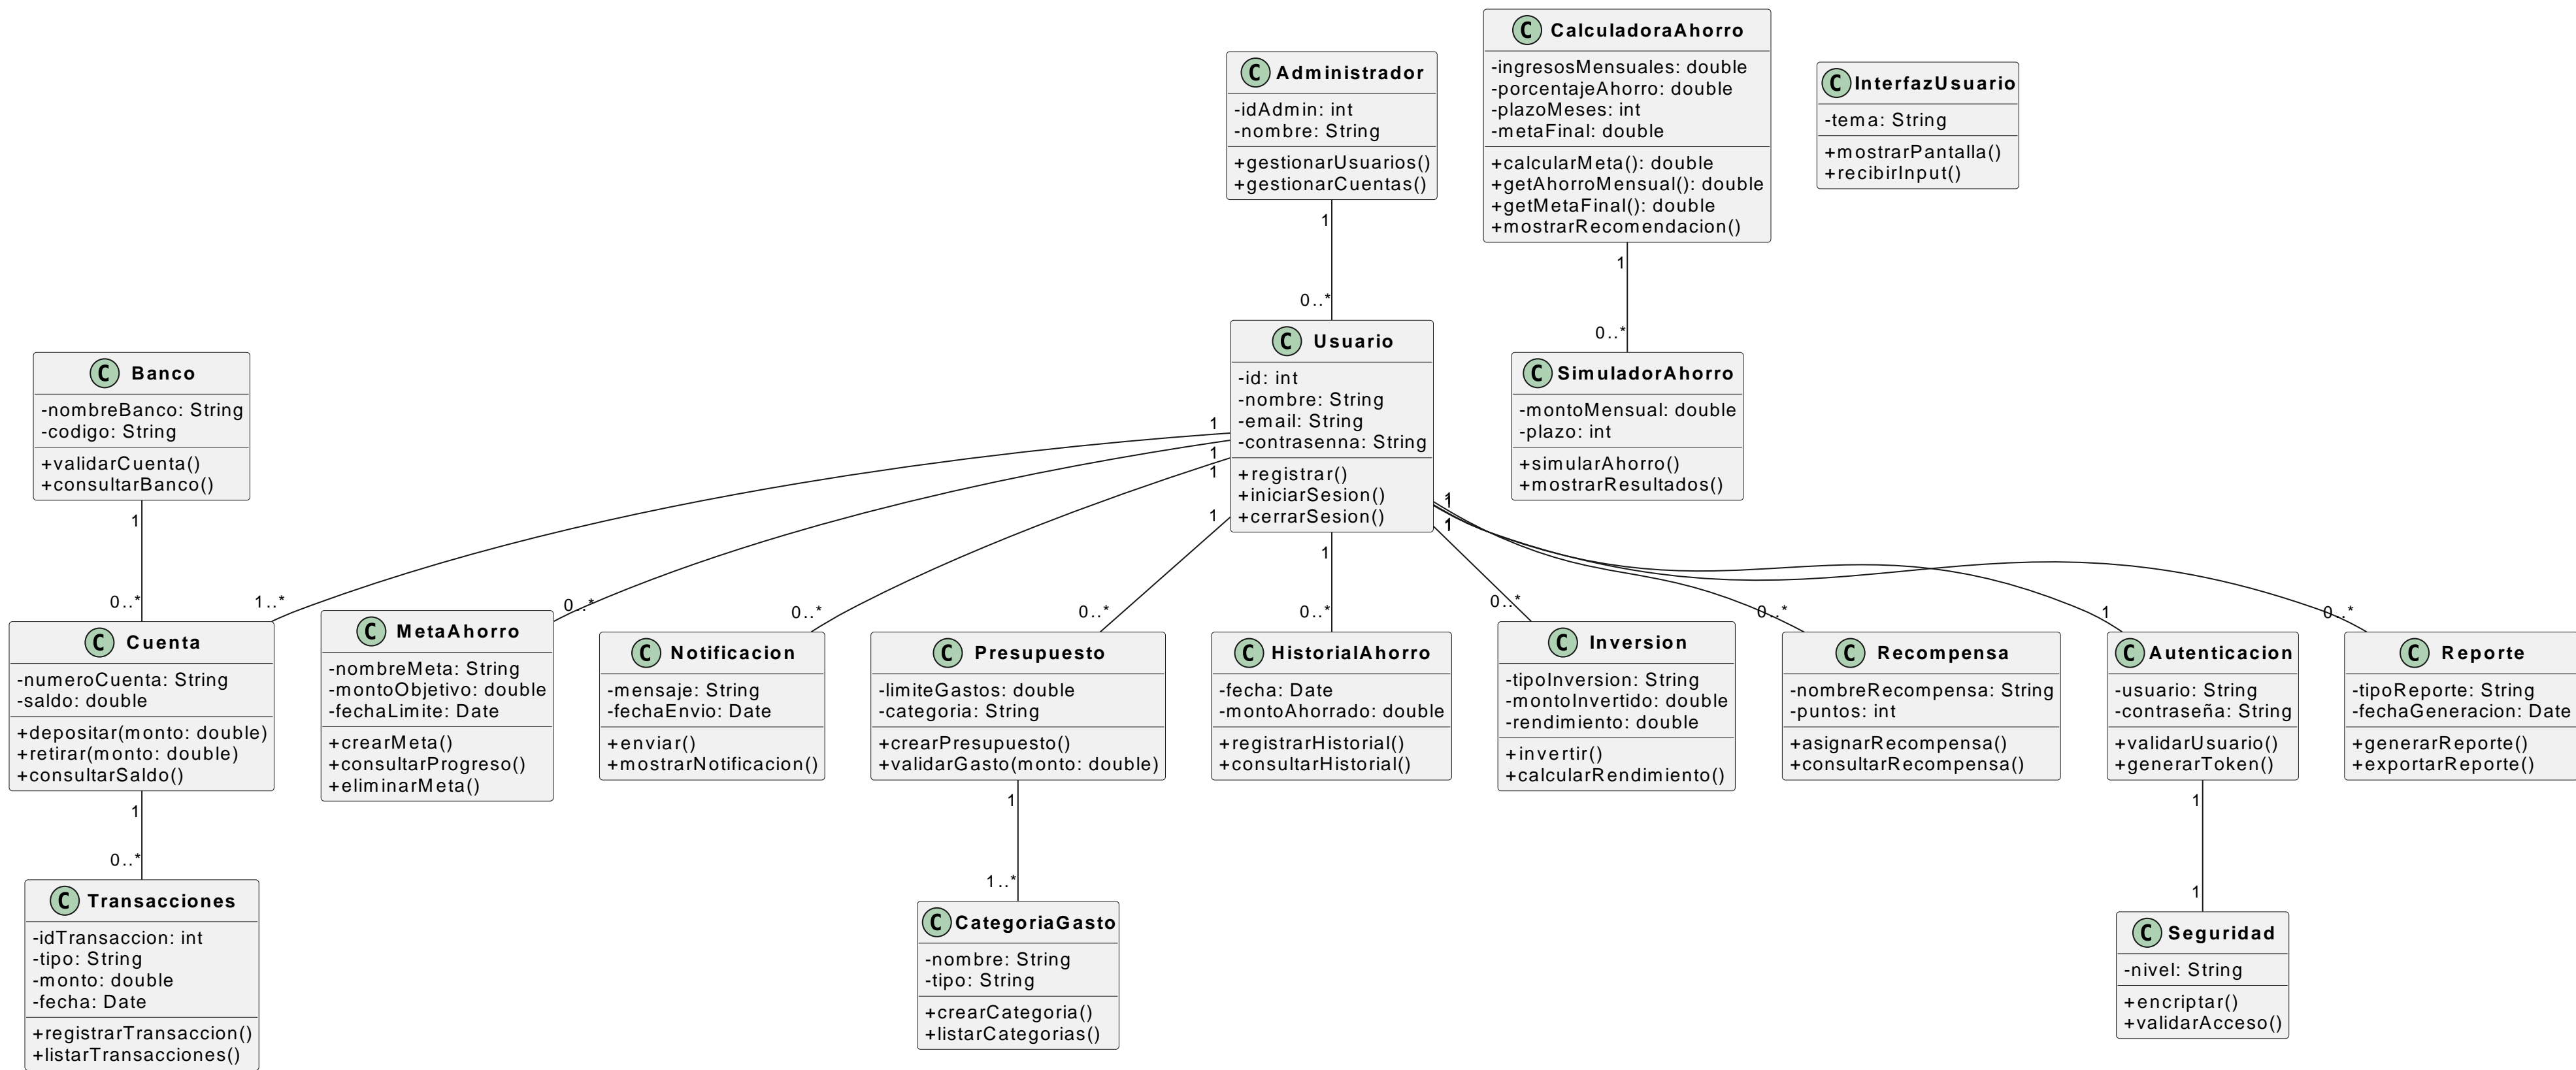 C Administrador
-idAdmin: int
-nombre: String
+gestionarUsuarios()
+gestionarCuentas()
1
0..*
C CalculadoraAhorro
-ingresosMensuales: double
-porcentajeAhorro: double
-plazoMeses: int
-metaFinal: double
+calcularMeta(): double
+getAhorroMensual(): double
+getMetaFinal(): double
+mostrarRecomendacion()
1
0..*
C InterfazUsuario
-tema: String
+mostrarPantalla()
+recibirInput()
C Banco
-nombreBanco: String
-codigo: String
+validarCuenta()
+consultarBanco()
1
0..*
C Usuario
-id: int
-nombre: String
-email: String
-contrasenna: String
+registrar()
+iniciarSesion()
+cerrarSesion()
1
1
1
1
1
1
1
1
1
C SimuladorAhorro
-montoMensual: double
-plazo: int
+simularAhorro()
+mostrarResultados()
1..*
0..*
0..*
0..*
0..*
0..*
0..*
1
0..*
C Cuenta
-numeroCuenta: String
-saldo: double
+depositar(monto: double)
+retirar(monto: double)
+consultarSaldo()
1
0..*
C MetaAhorro
-nombreMeta: String
-montoObjetivo: double
-fechaLimite: Date
+crearMeta()
+consultarProgreso()
+eliminarMeta()
C Notificacion
-mensaje: String
-fechaEnvio: Date
+enviar()
+mostrarNotificacion()
C Presupuesto
-limiteGastos: double
-categoria: String
+crearPresupuesto()
+validarGasto(monto: double)
1
1..*
C HistorialAhorro
-fecha: Date
-montoAhorrado: double
+registrarHistorial()
+consultarHistorial()
C Inversion
-tipoInversion: String
-montoInvertido: double
-rendimiento: double
+invertir()
+calcularRendimiento()
C Recompensa
-nombreRecompensa: String
-puntos: int
+asignarRecompensa()
+consultarRecompensa()
C Autenticacion
-usuario: String
-contraseña: String
+validarUsuario()
+generarToken()
1
1
C Reporte
-tipoReporte: String
-fechaGeneracion: Date
+generarReporte()
+exportarReporte()
C Transacciones
-idTransaccion: int
-tipo: String
-monto: double
-fecha: Date
+registrarTransaccion()
+listarTransacciones()
C CategoriaGasto
-nombre: String
-tipo: String
+crearCategoria()
+listarCategorias()
C Seguridad
-nivel: String
+encriptar()
+validarAcceso()